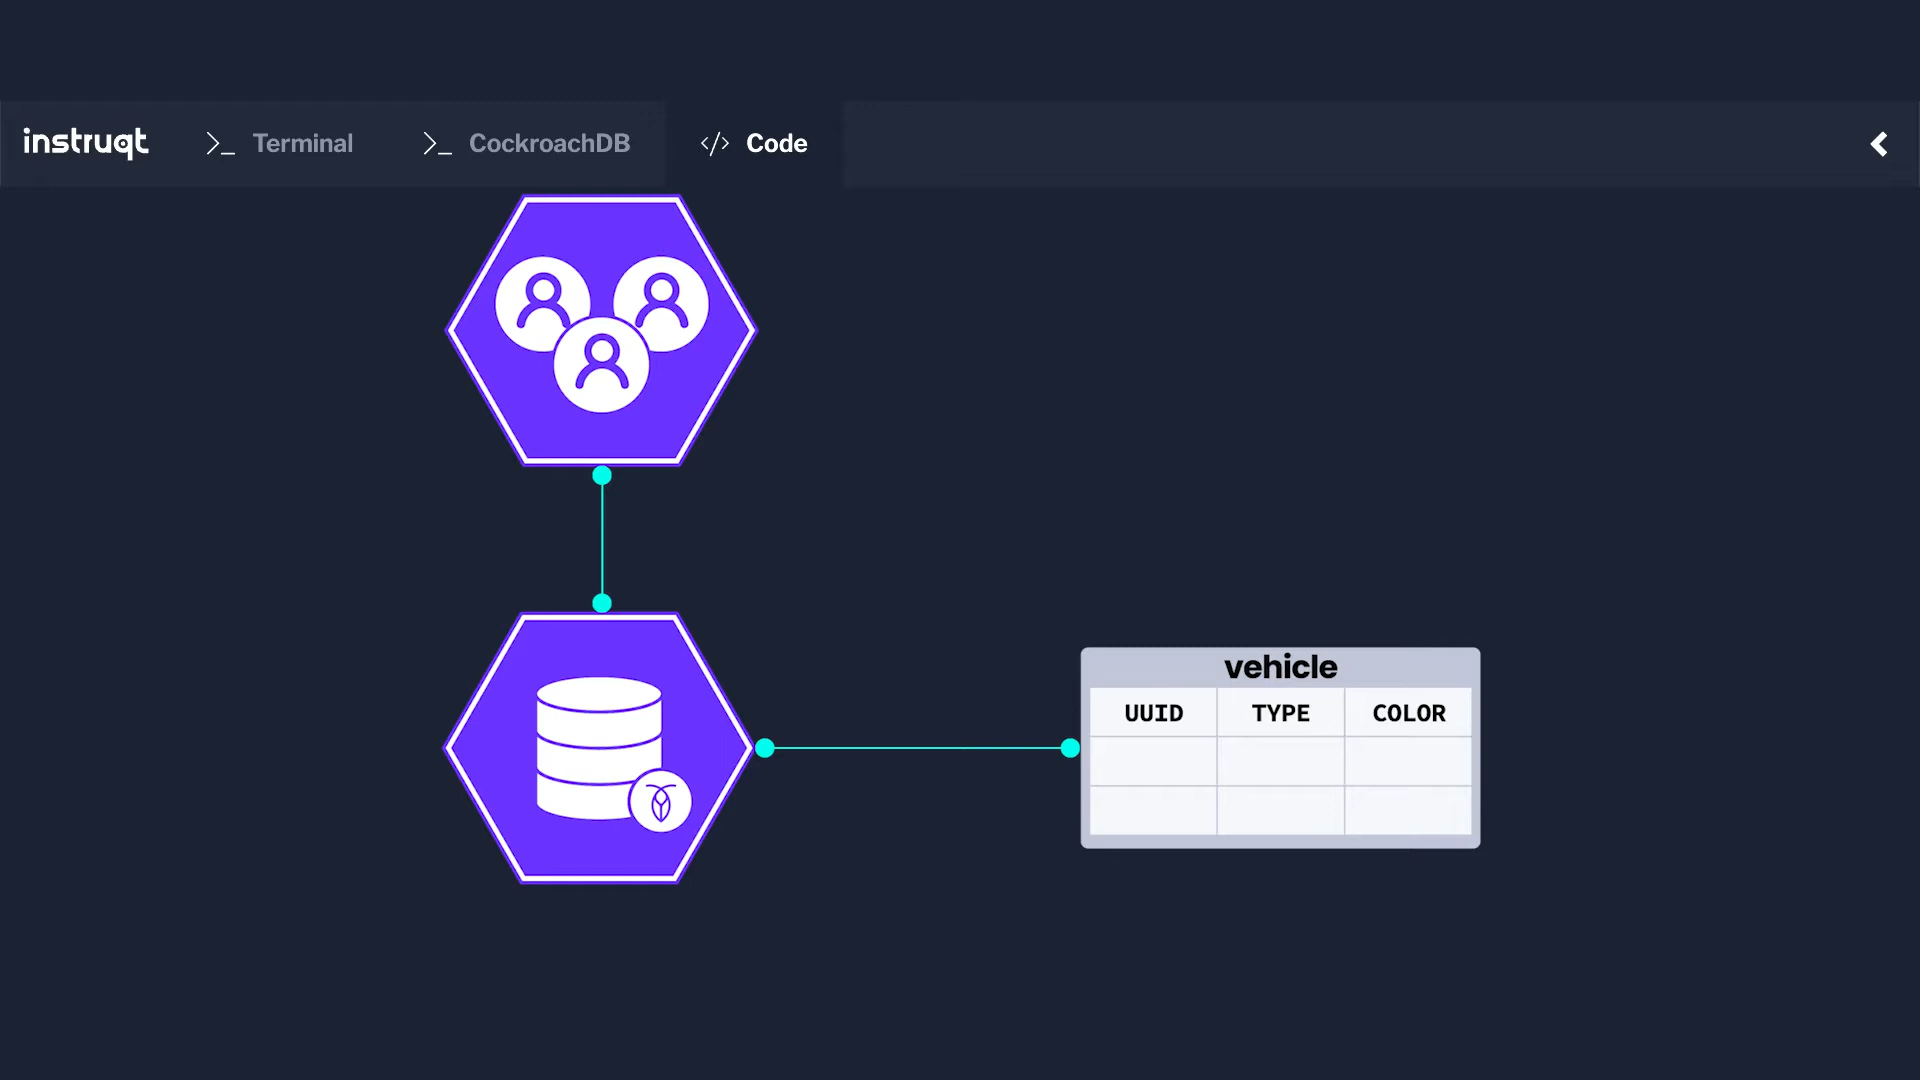 instruqt >_ Terminal >_ CockroachDB </> Code
vehicle
UUID TYPE COLOR